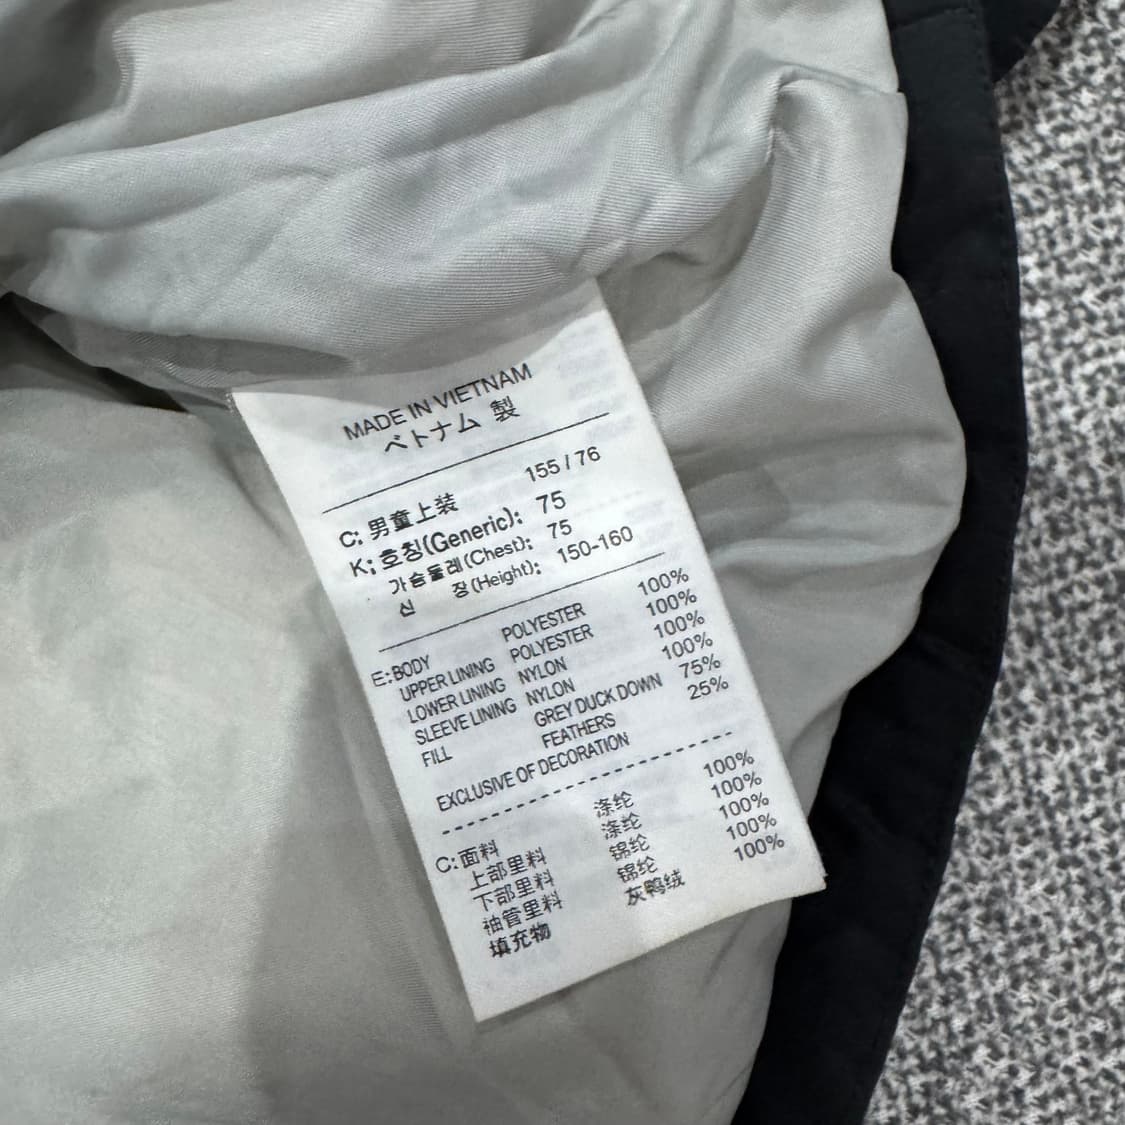 MADE IN VIETNAM
ベトナム 製
C: 男童上装 155 / 76
K: 호칭(Generic): 75
가슴둘레(Chest): 75
신 장(Height): 150-160
E: BODY POLYESTER 100%
UPPER LINING POLYESTER 100%
LOWER LINING NYLON 100%
SLEEVE LINING NYLON 100%
FILL GREY DUCK DOWN 75%
FEATHERS 25%
EXCLUSIVE OF DECORATION
C: 面料 涤纶 100%
上部里料 涤纶 100%
下部里料 锦纶 100%
袖管里料 锦纶 100%
填充物 灰鸭绒 100%